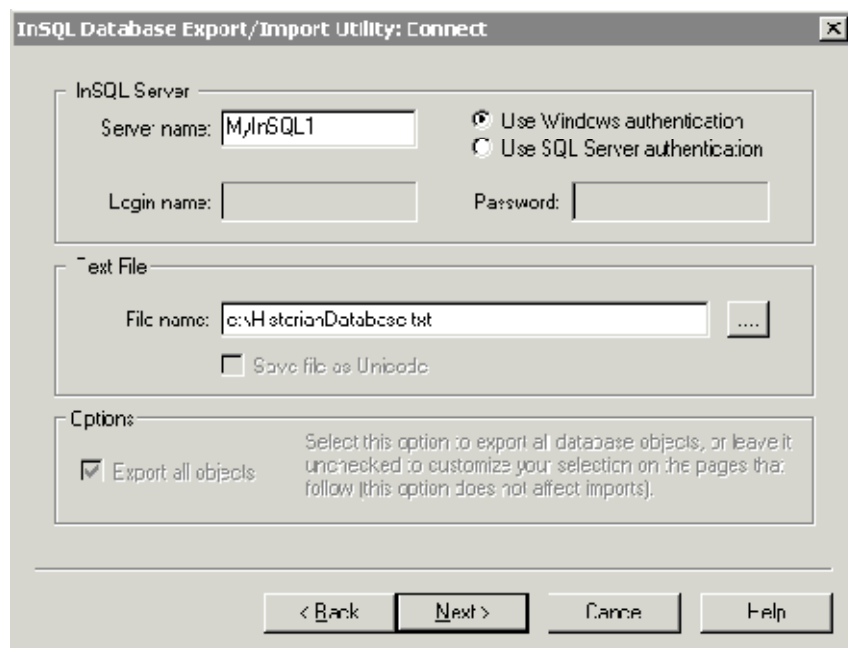 InSQL Database Export/Import Utility: Connect
InSQL Server
Server name: MyInSQL1
Use Windows authentication
Use SQL Server authentication
Login name:
Password:
Text File
File name: c:\HistorianDatabase.txt
....
Save file as Unicode
Options
Export all objects
Select this option to export all database objects, or leave it
unchecked to customize your selection on the pages that
follow (this option does not affect imports).
< Back
Next >
Cancel
Help